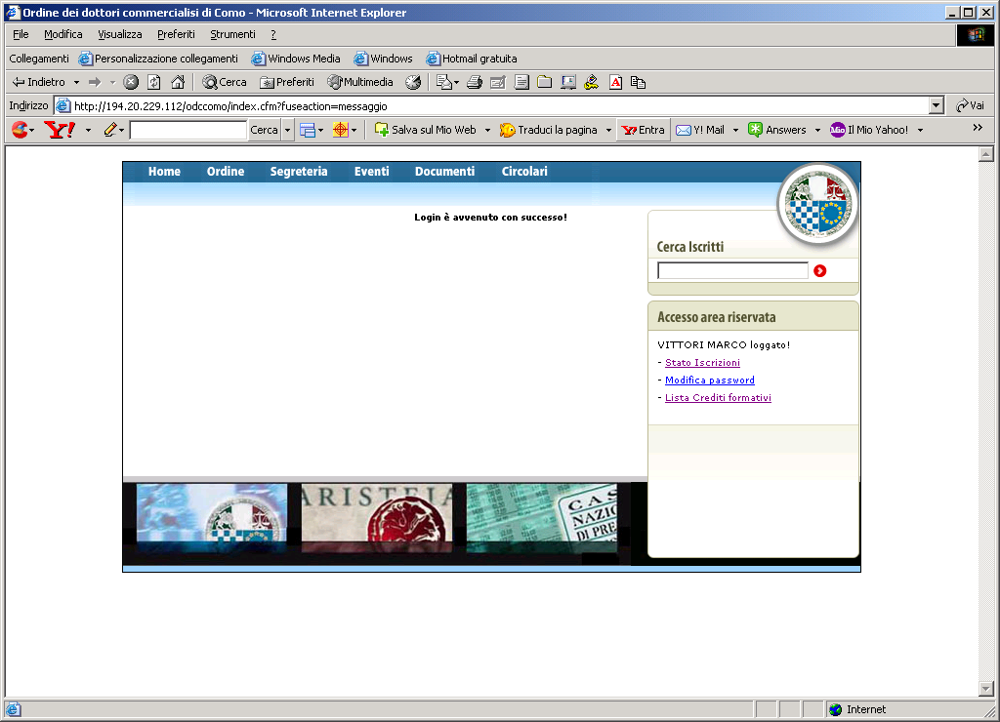 Ordine dei dottori commercialisi di Como - Microsoft Internet Explorer
File Modifica Visualizza Preferiti Strumenti ?
Collegamenti Personalizzazione collegamenti Windows Media Windows Hotmail gratuita
Indietro Cerca Preferiti Multimedia
Indirizzo http://194.20.229.112/odccomo/index.cfm?fuseaction=messaggio Vai
Y! Cerca Salva sul Mio Web Traduci la pagina Y! Entra Y! Mail Answers Mio Il Mio Yahoo! »
Home Ordine Segreteria Eventi Documenti Circolari
Login è avvenuto con successo!
Cerca Iscritti
Accesso area riservata
VITTORI MARCO loggato!
- Stato Iscrizioni
- Modifica password
- Lista Crediti formativi
ARISTEIA
CAS
NAZIO
DI PRE
Internet